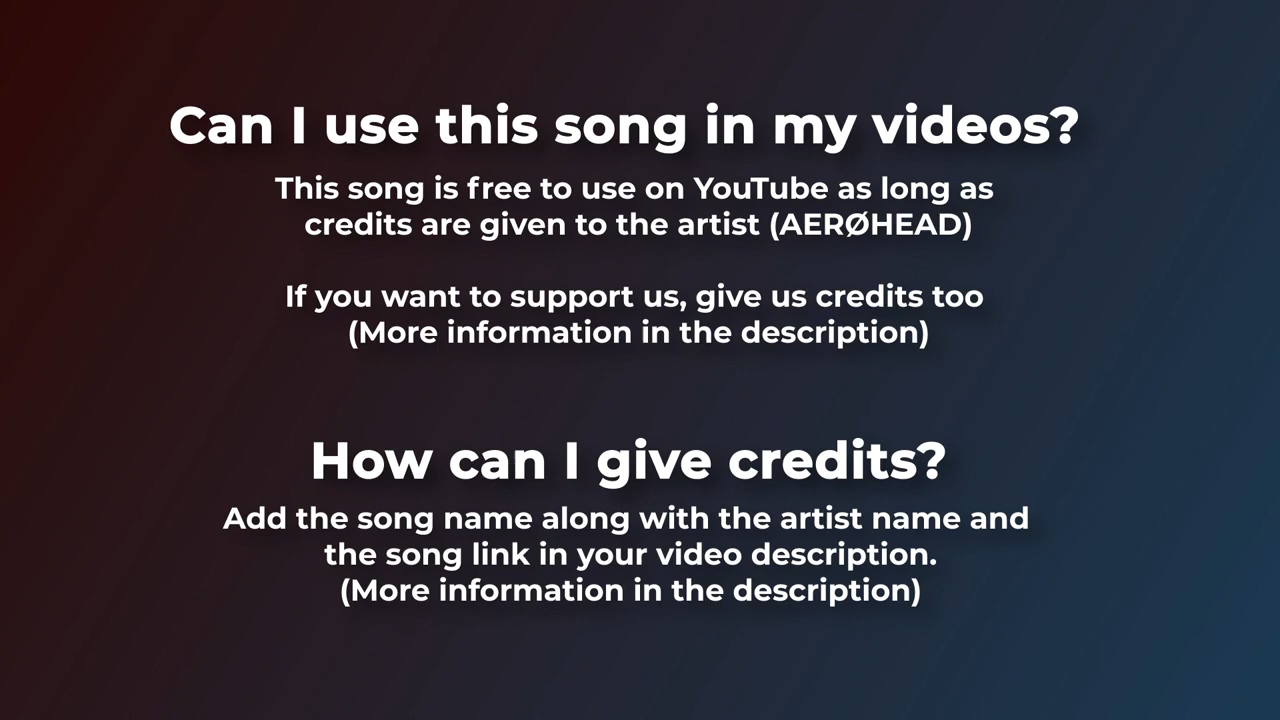 Can I use this song in my videos?
This song is free to use on YouTube as long as
credits are given to the artist (AERØHEAD)
If you want to support us, give us credits too
(More information in the description)
How can I give credits?
Add the song name along with the artist name and
the song link in your video description.
(More information in the description)